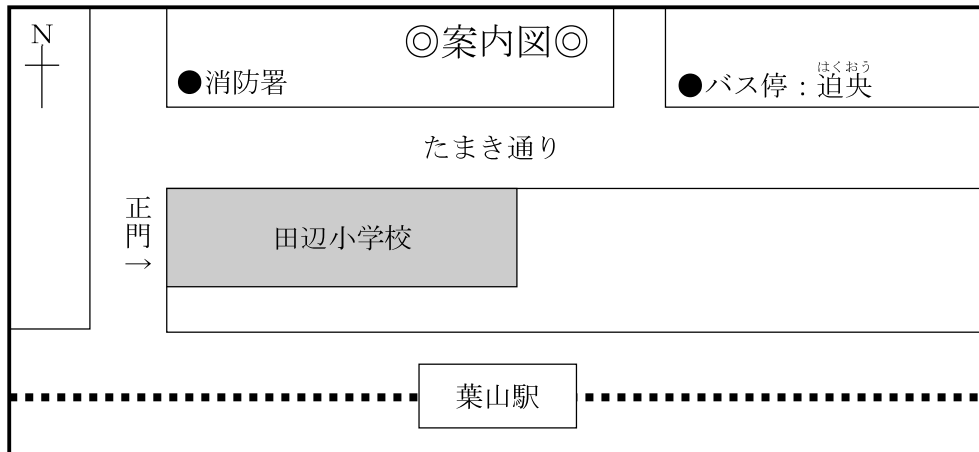 N
◎案内図◎
●消防署
はくおう
●バス停：迫央
たまき通り
正門→
田辺小学校
葉山駅